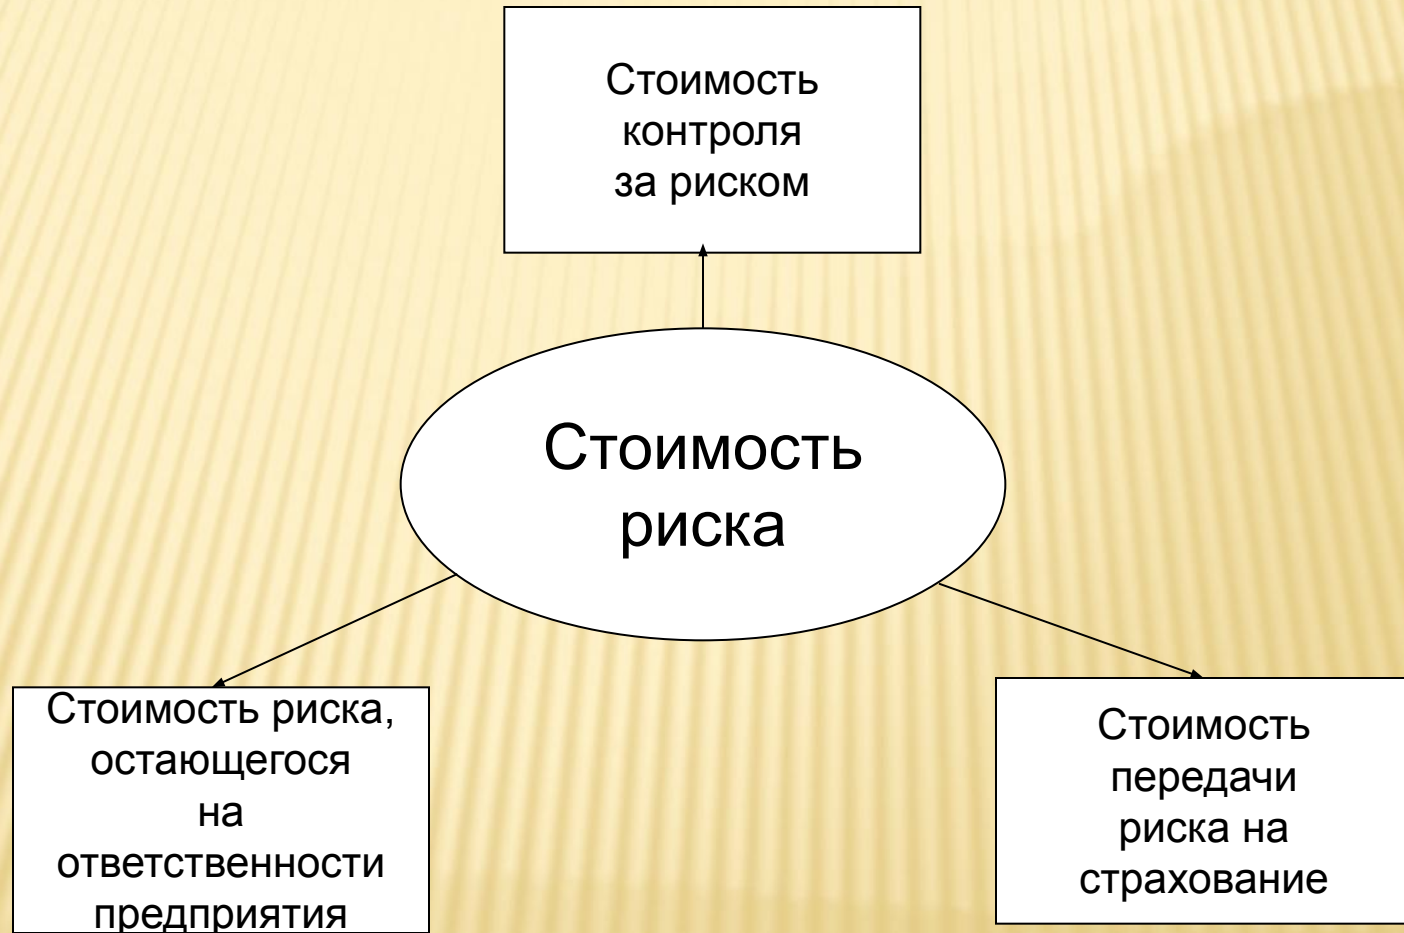 Стоимость
контроля
за риском
Стоимость
риска
Стоимость риска,
остающегося
на
ответственности
предприятия
Стоимость
передачи
риска на
страхование